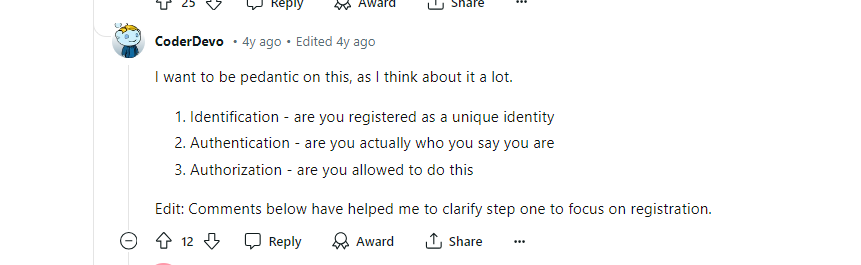 25 Reply Award Share ...
CoderDevo • 4y ago • Edited 4y ago
I want to be pedantic on this, as I think about it a lot.
1. Identification - are you registered as a unique identity
2. Authentication - are you actually who you say you are
3. Authorization - are you allowed to do this
Edit: Comments below have helped me to clarify step one to focus on registration.
12 Reply Award Share ...